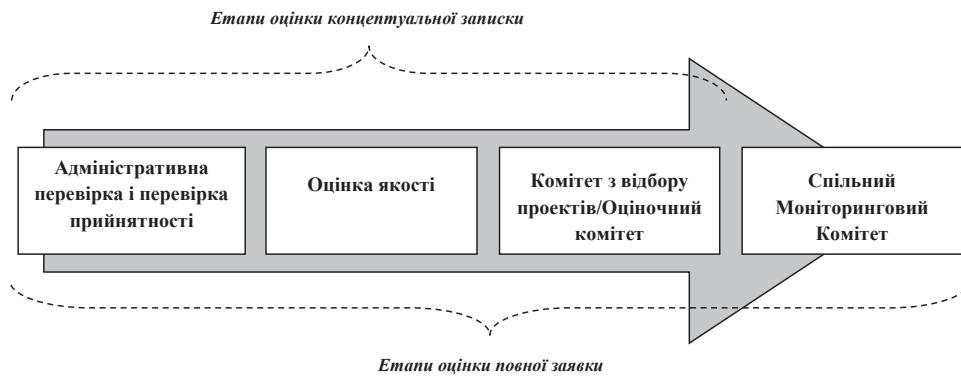 Етапи оцінки концептуальної записки
Адміністративна
перевірка і перевірка
прийнятності
Оцінка якості
Комітет з відбору
проектів/Оціночний
комітет
Спільний
Моніторинговий
Комітет
Етапи оцінки повної заявки